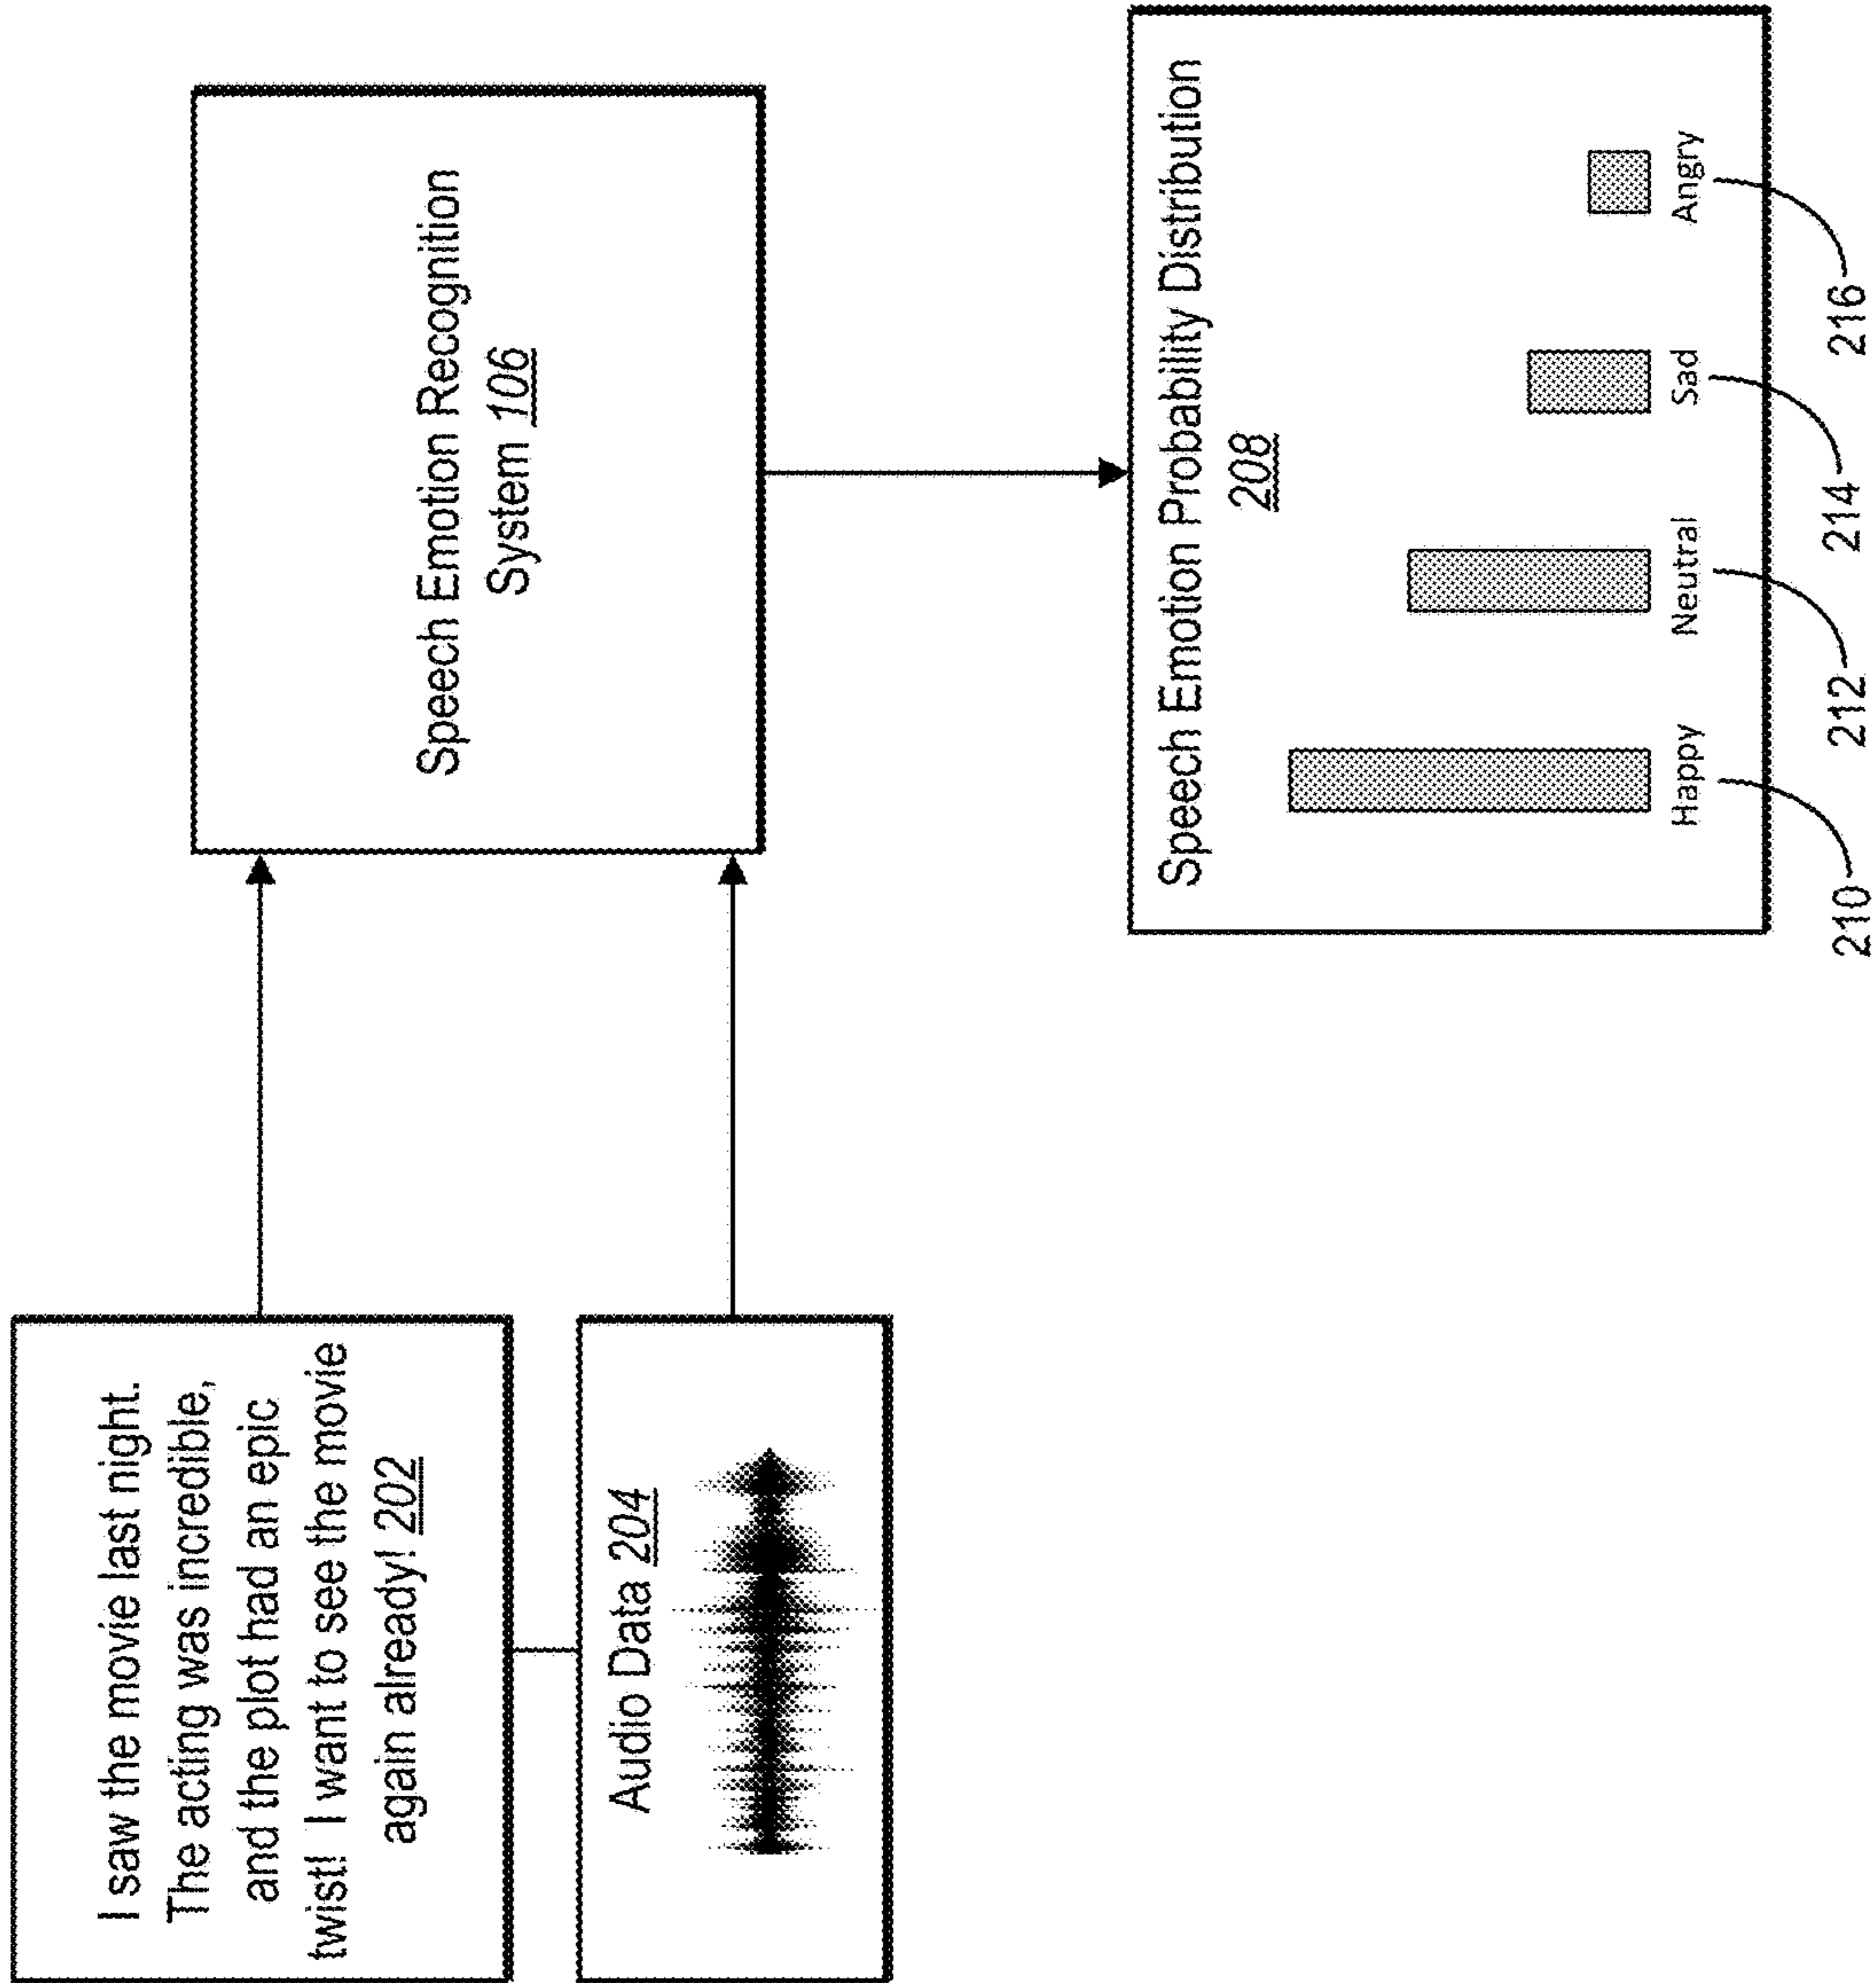 I saw the movie last night.
The acting was incredible,
and the plot had an epic
twist! I want to see the movie
again already! 202
Audio Data 204
Speech Emotion Recognition
System 106
Speech Emotion Probability Distribution
208
Happy
Neutral
Sad
Angry
210
212
214
216